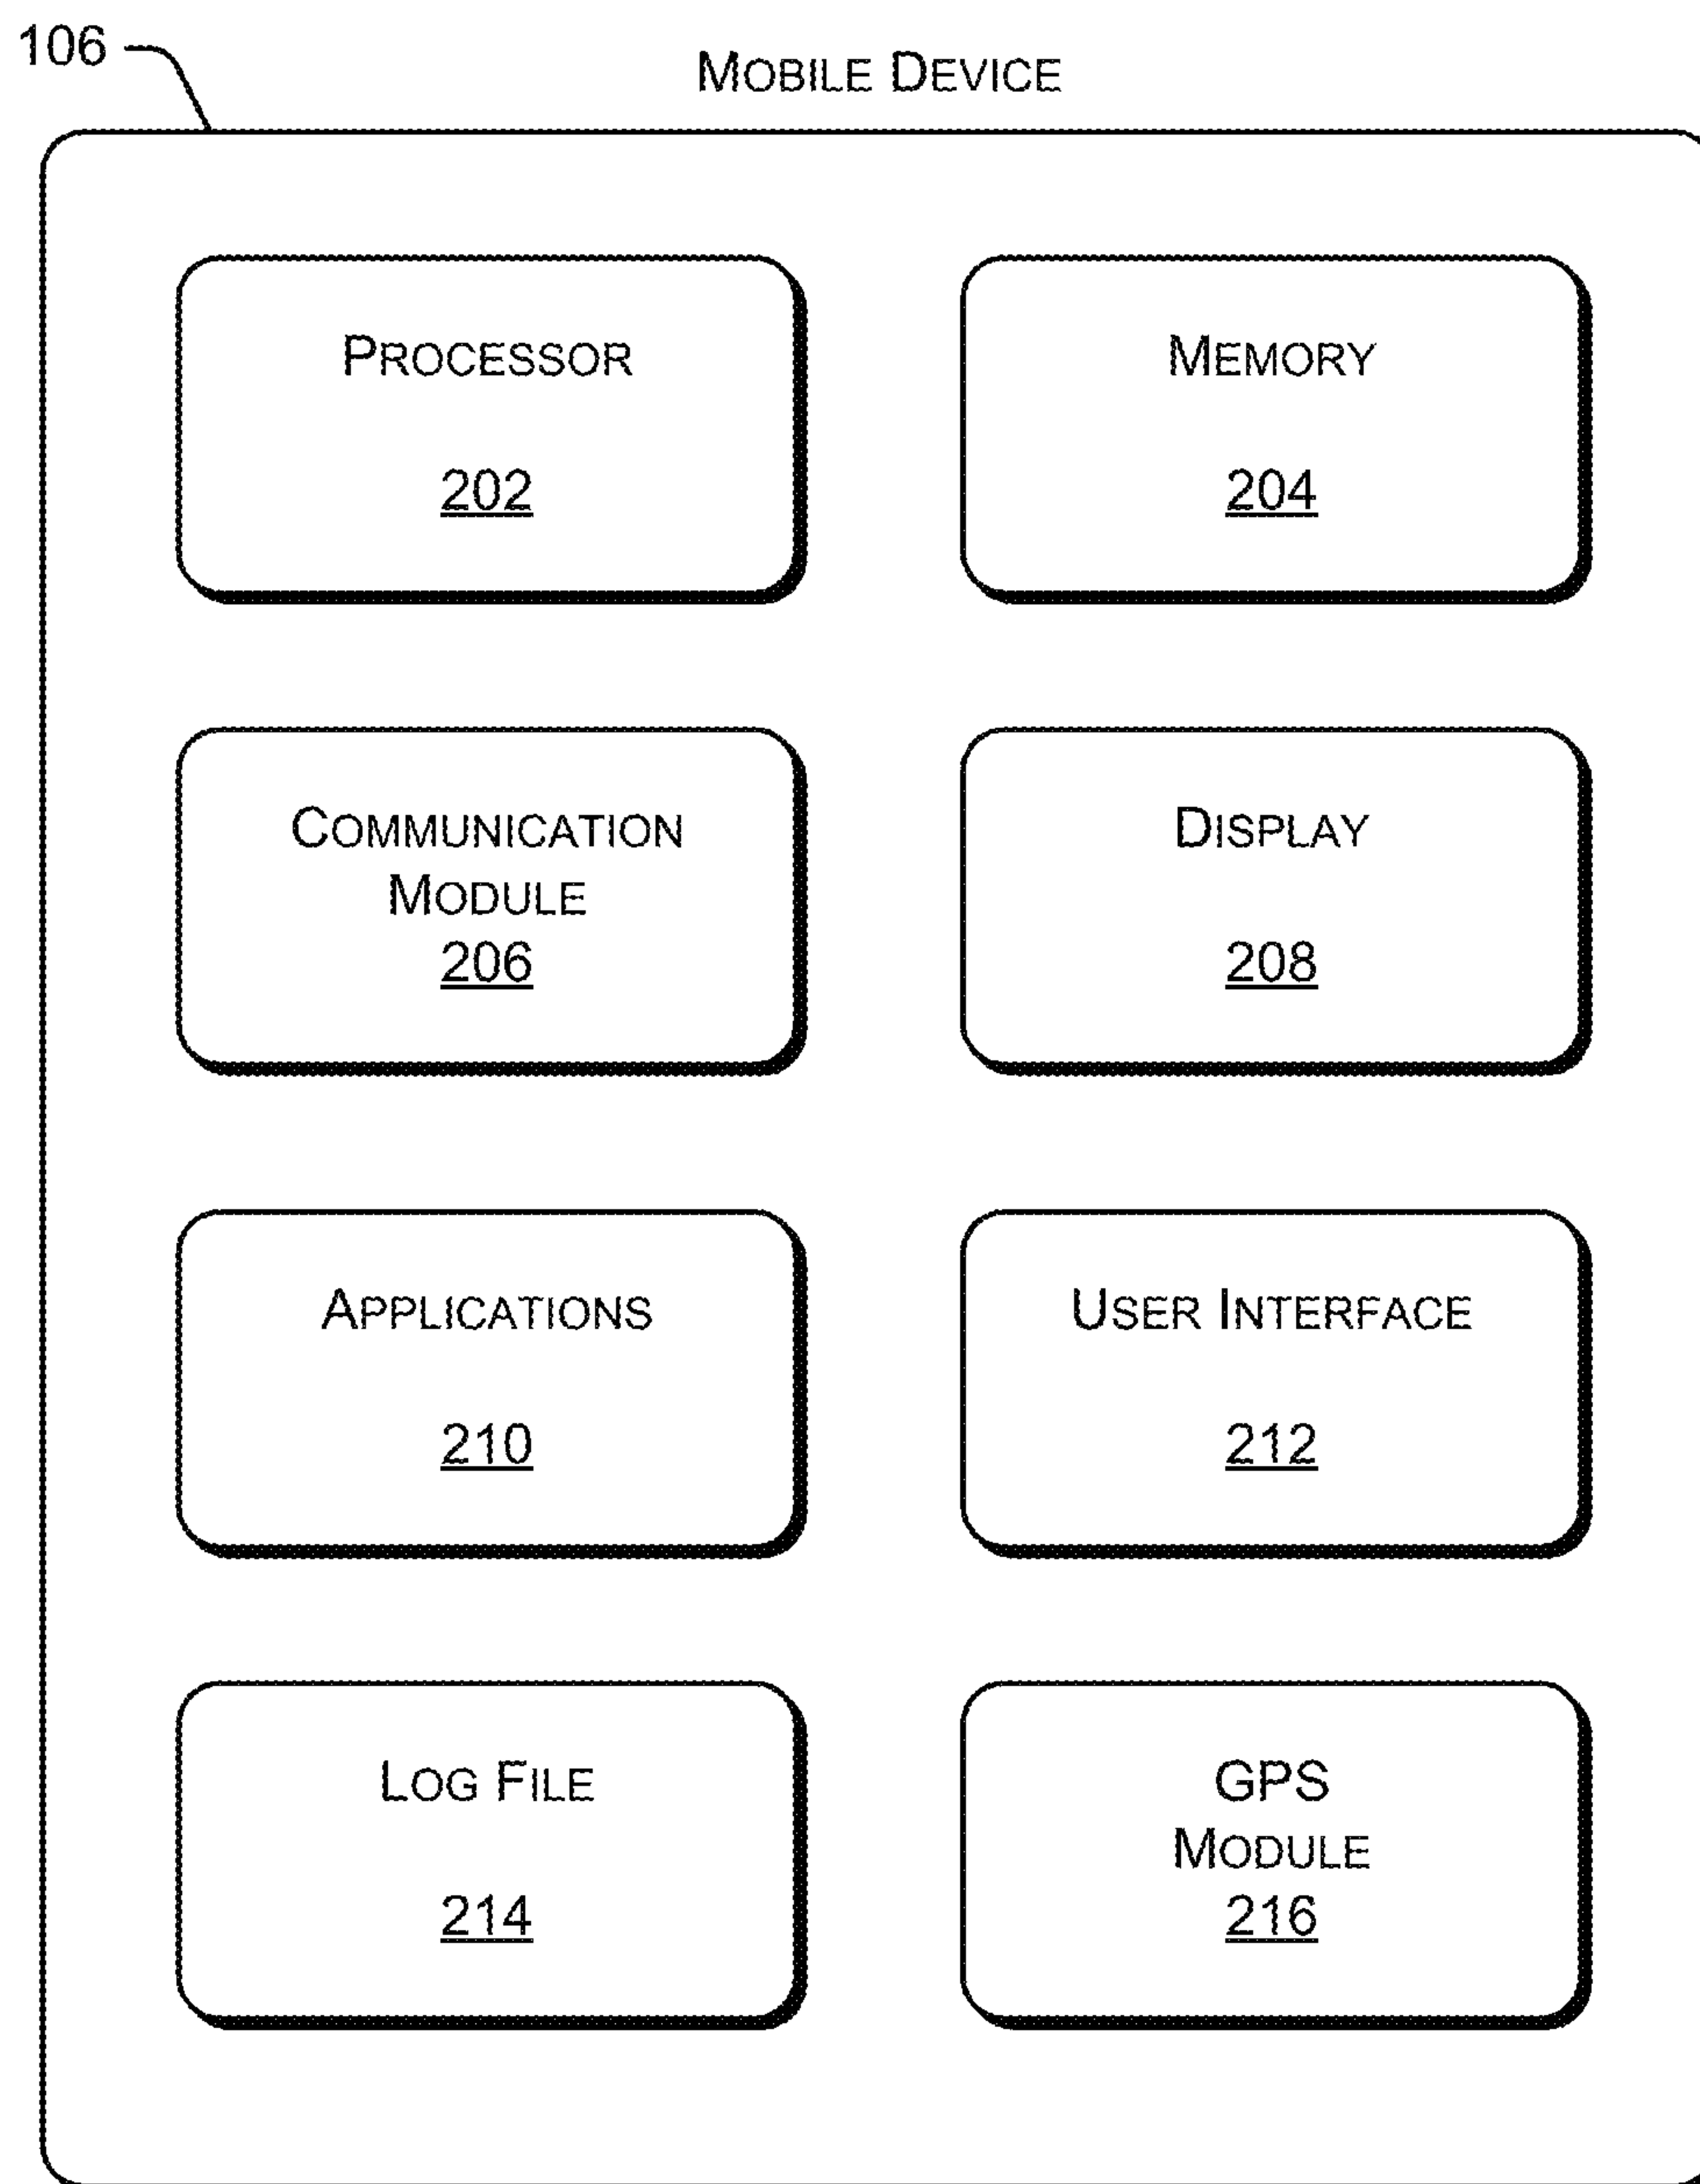 106
MOBILE DEVICE
PROCESSOR
202
MEMORY
204
COMMUNICATION
MODULE
206
DISPLAY
208
APPLICATIONS
210
USER INTERFACE
212
LOG FILE
214
GPS
MODULE
216